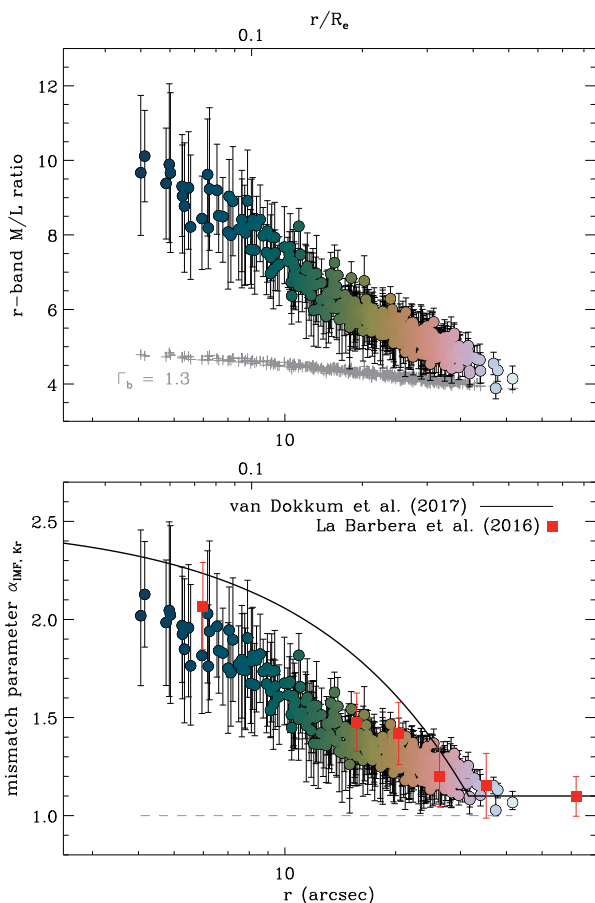 r/Re
0.1
12
10
8
6
4
r-band M/L ratio
Γb = 1.3
10
0.1
van Dokkum et al. (2017)
La Barbera et al. (2016)
2.5
2.0
1.5
1.0
mismatch parameter αIMF, Kr
10
r (arcsec)